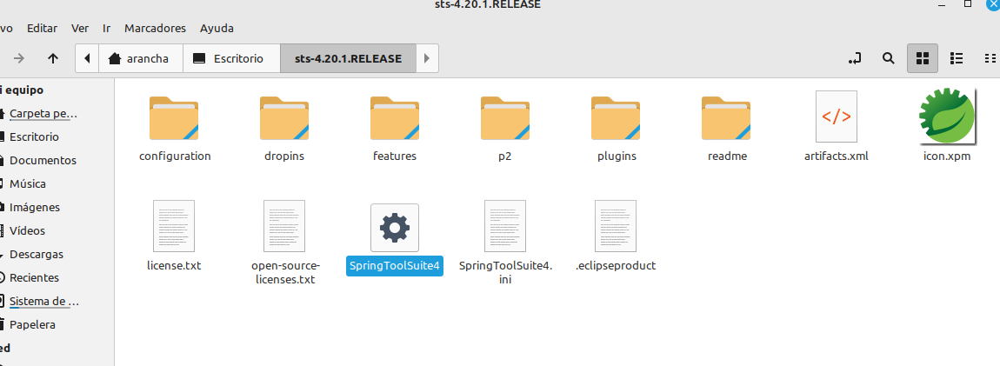 sts-4.20.1.RELEASE
vo Editar Ver Ir Marcadores Ayuda
arancha Escritorio sts-4.20.1.RELEASE
i equipo
Carpeta pe...
Escritorio
Documentos
Música
Imágenes
Vídeos
Descargas
Recientes
Sistema de ...
Papelera
ed
configuration dropins features p2 plugins readme artifacts.xml icon.xpm
license.txt open-source-licenses.txt SpringToolSuite4 SpringToolSuite4.ini .eclipseproduct